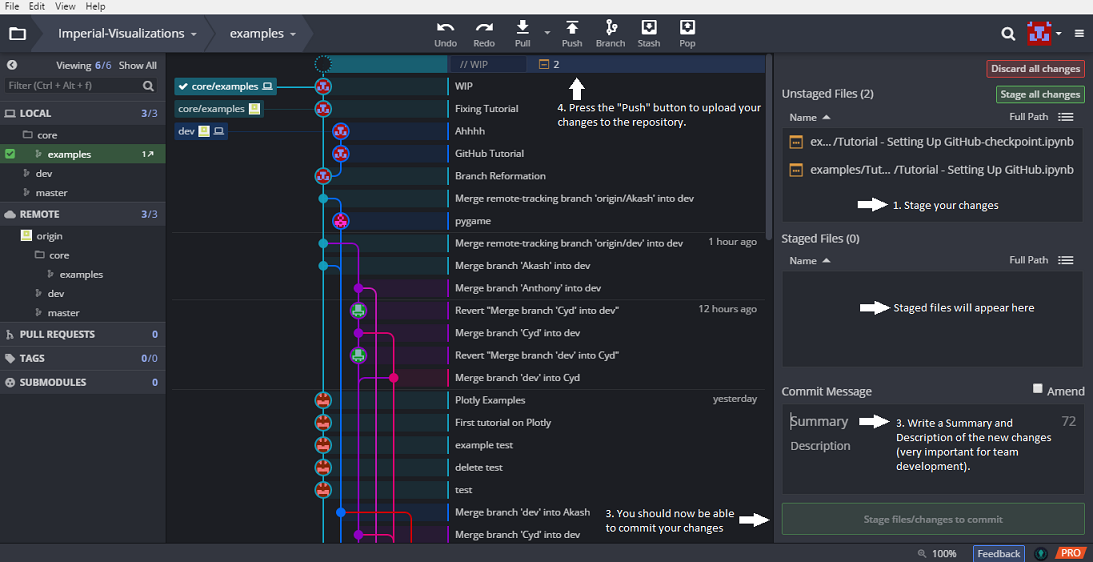 File Edit View Help
Imperial-Visualizations examples
Undo Redo Pull Push Branch Stash Pop
Viewing 6/6 Show All
Filter (Ctrl + Alt + f)
LOCAL 3/3
core
examples 1
dev
master
REMOTE 3/3
origin
core
examples
dev
master
PULL REQUESTS 0
TAGS 0/0
SUBMODULES 0
core/examples
core/examples
dev
// WIP 2
WIP
Fixing Tutorial
Ahhhh
GitHub Tutorial
Branch Reformation
Merge remote-tracking branch 'origin/Akash' into dev
pygame
Merge remote-tracking branch 'origin/dev' into dev 1 hour ago
Merge branch 'Akash' into dev
Merge branch 'Anthony' into dev
Revert "Merge branch 'Cyd' into dev" 12 hours ago
Merge branch 'Cyd' into dev
Revert "Merge branch 'dev' into Cyd"
Merge branch 'dev' into Cyd
Plotly Examples yesterday
First tutorial on Plotly
example test
delete test
test
Merge branch 'dev' into Akash
Merge branch 'Cyd' into dev
4. Press the "Push" button to upload your
changes to the repository.
3. You should now be able
to commit your changes
Discard all changes
Unstaged Files (2) Stage all changes
Name Full Path
ex... /Tutorial - Setting Up GitHub-checkpoint.ipynb
examples/Tut... /Tutorial - Setting Up GitHub.ipynb
1. Stage your changes
Staged Files (0)
Name Full Path
Staged files will appear here
Commit Message Amend
Summary 72
Description
3. Write a Summary and
Description of the new changes
(very important for team
development).
Stage files/changes to commit
100% Feedback PRO